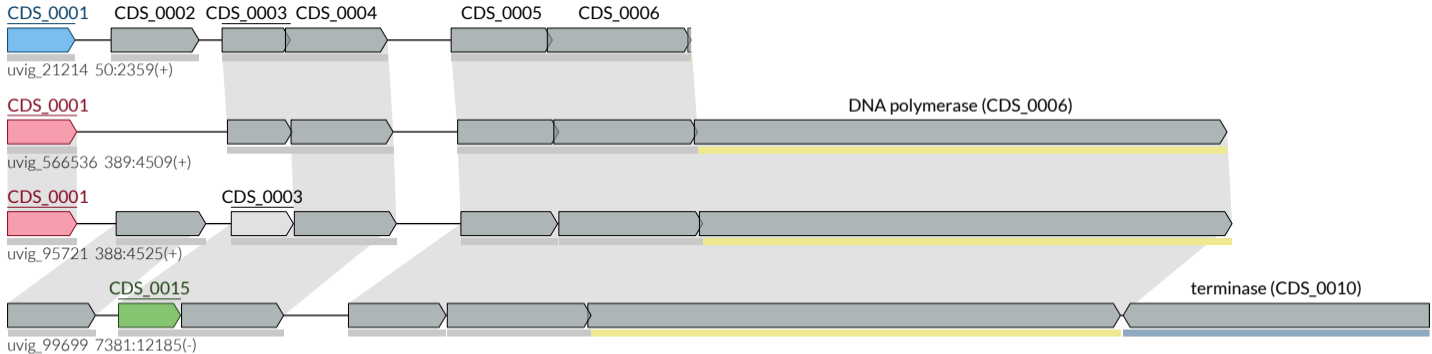 CDS_0001 CDS_0002 CDS_0003 CDS_0004 CDS_0005 CDS_0006
uvig_21214 50:2359(+)
CDS_0001 DNA polymerase (CDS_0006)
uvig_566536 389:4509(+)
CDS_0001 CDS_0003
uvig_95721 388:4525(+)
CDS_0015 terminase (CDS_0010)
uvig_99699 7381:12185(-)